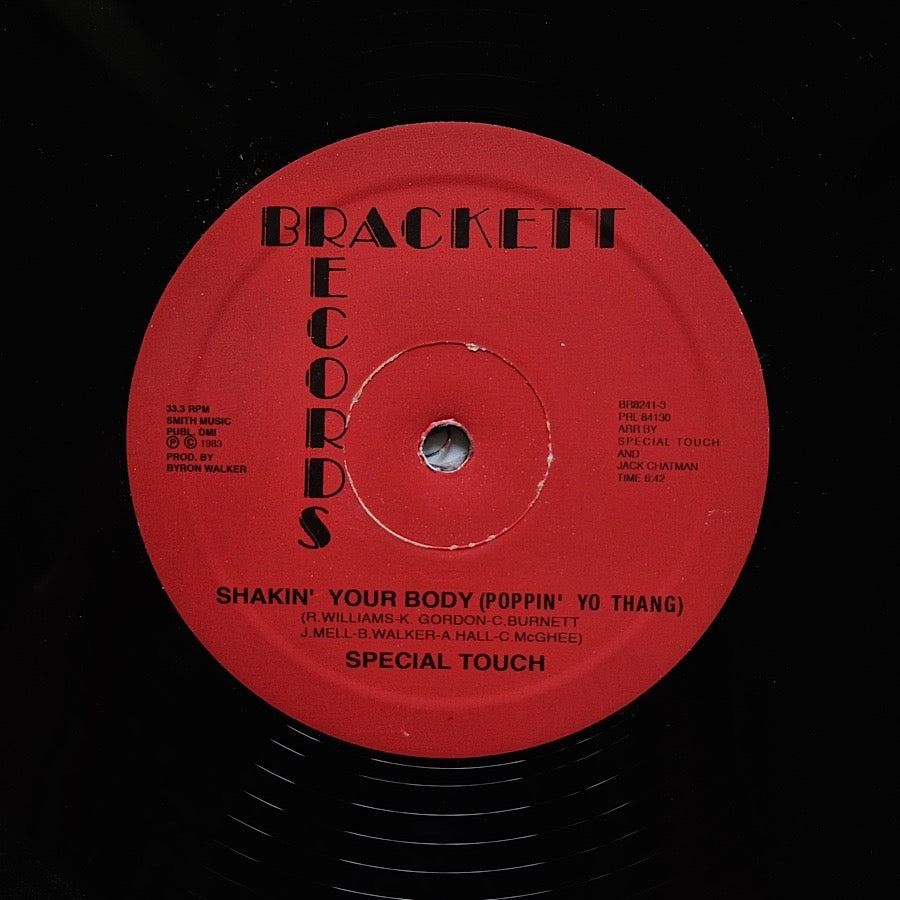 BRACKETT
RECORDS
33.3 RPM
SMITH MUSIC
PUBL. DMI
Ⓟ © 1983
PROD. BY
BYRON WALKER
BR8241-3
PRL 84130
ARR BY
SPECIAL TOUCH
AND
JACK CHATMAN
TIME 6:42
SHAKIN' YOUR BODY (POPPIN' YO THANG)
(R.WILLIAMS-K. GORDON-C.BURNETT
J.MELL-B.WALKER-A.HALL-C.McGHEE)
SPECIAL TOUCH